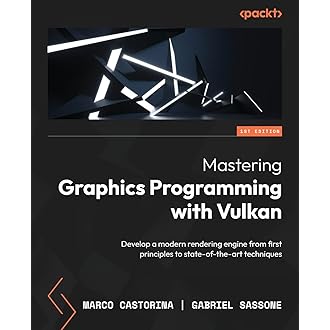 <packt>
1ST EDITION
Mastering
Graphics Programming
with Vulkan
Develop a modern rendering engine from first
principles to state-of-the-art techniques
MARCO CASTORINA | GABRIEL SASSONE